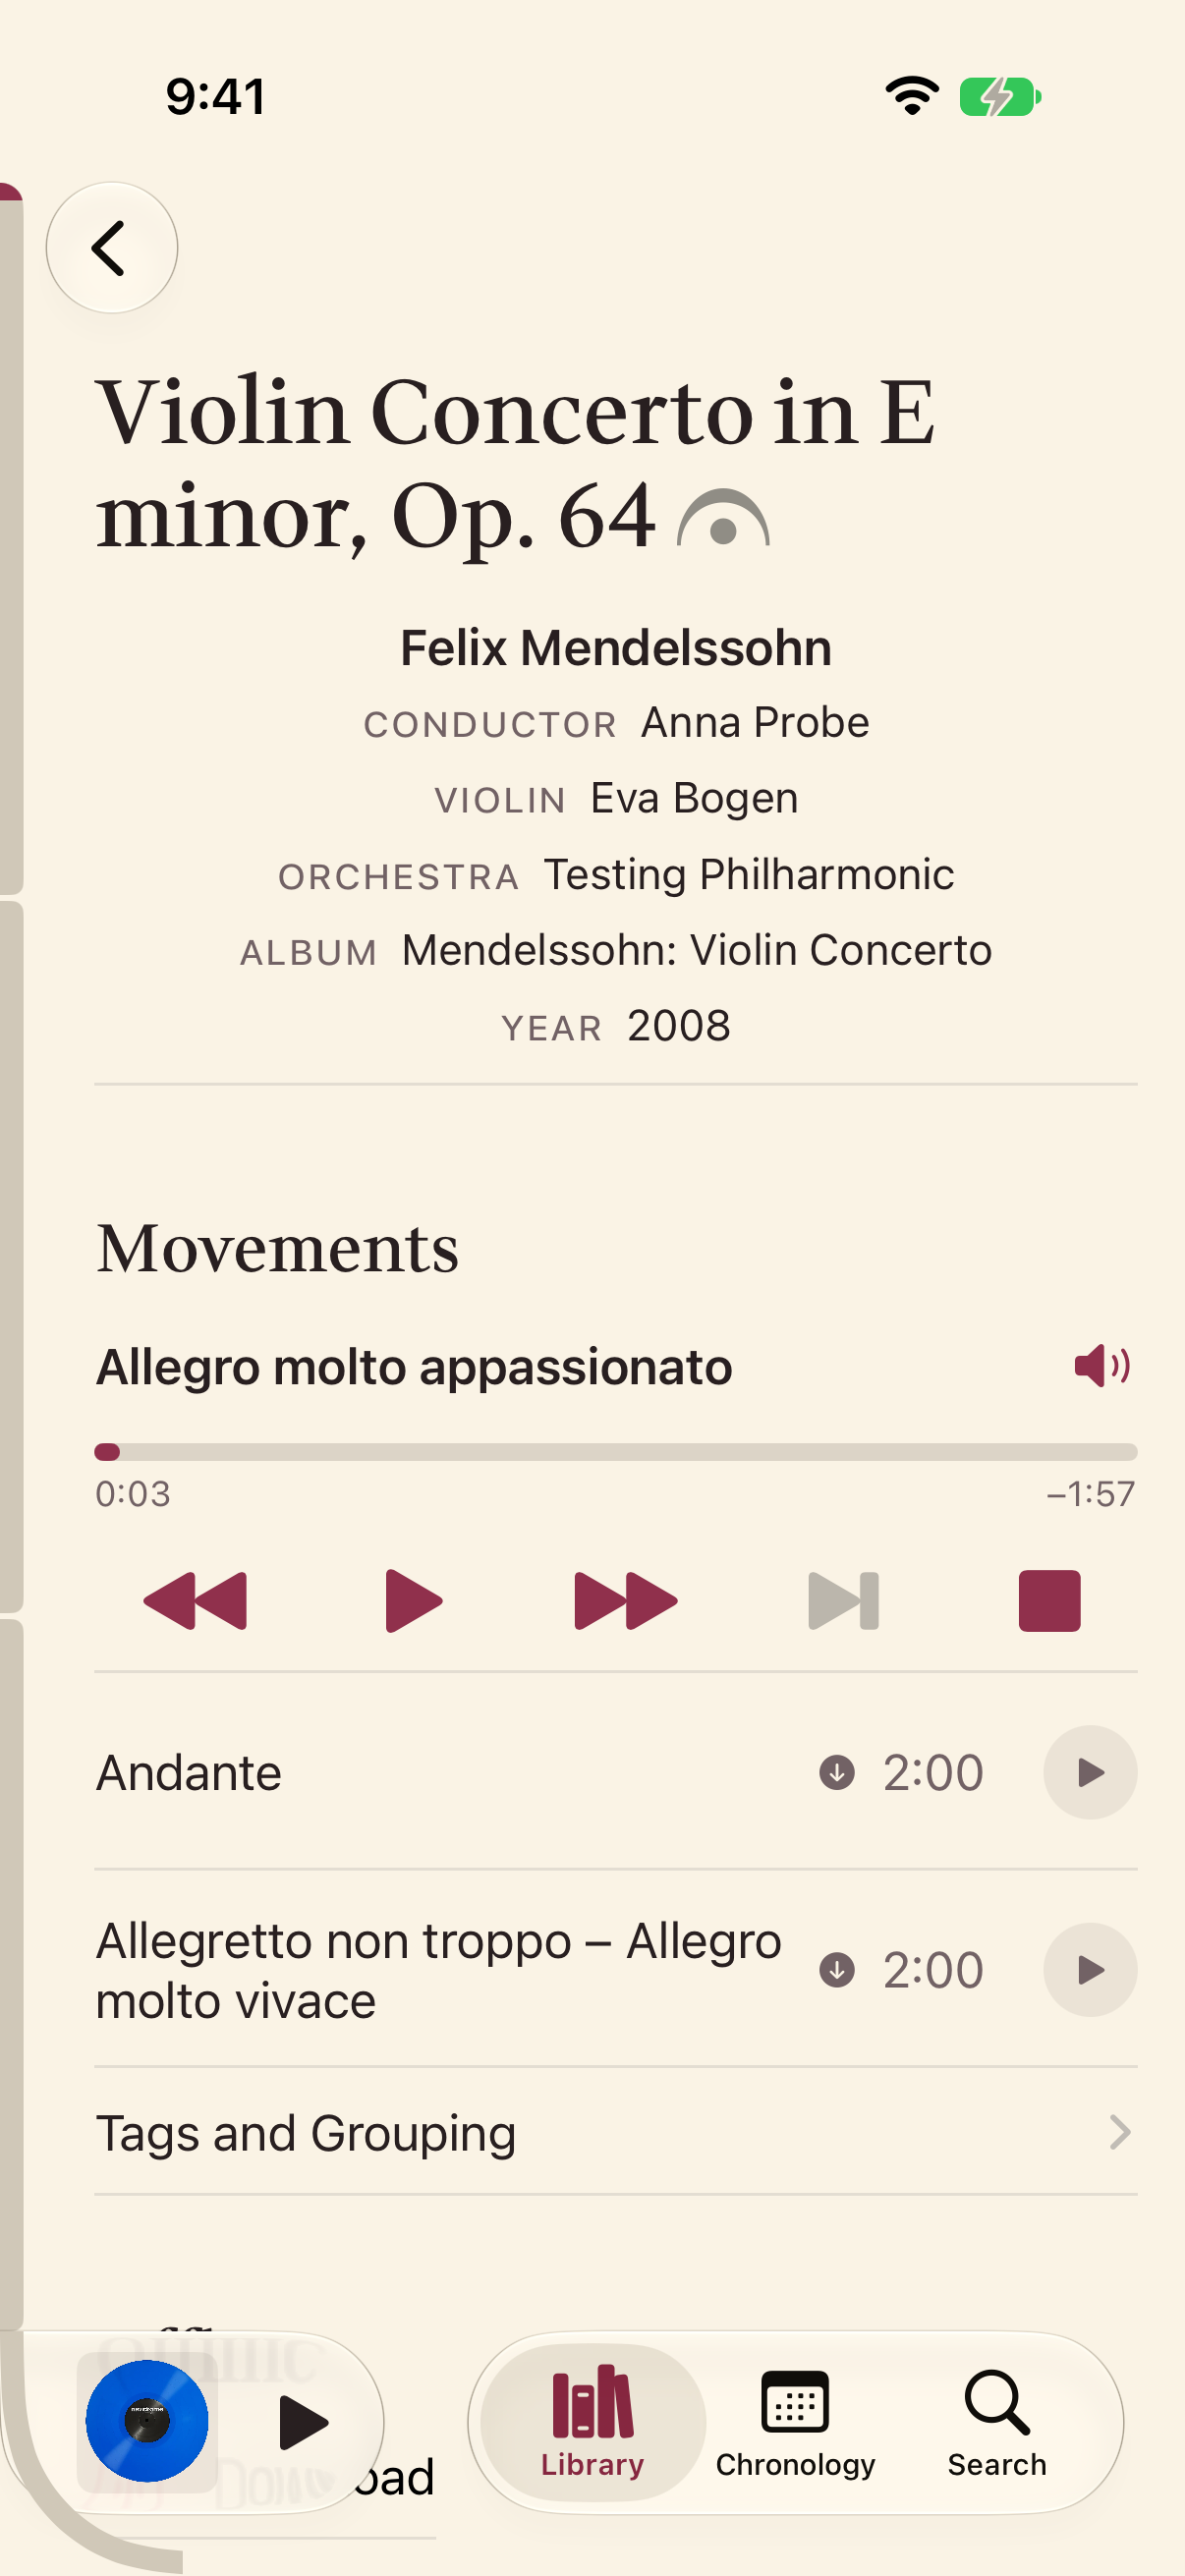 9:41
Violin Concerto in E
minor, Op. 64
Felix Mendelssohn
CONDUCTOR Anna Probe
VIOLIN Eva Bogen
ORCHESTRA Testing Philharmonic
ALBUM Mendelssohn: Violin Concerto
YEAR 2008
Movements
Allegro molto appassionato
0:03 –1:57
Andante 2:00
Allegretto non troppo – Allegro
molto vivace 2:00
Tags and Grouping
Library Chronology Search